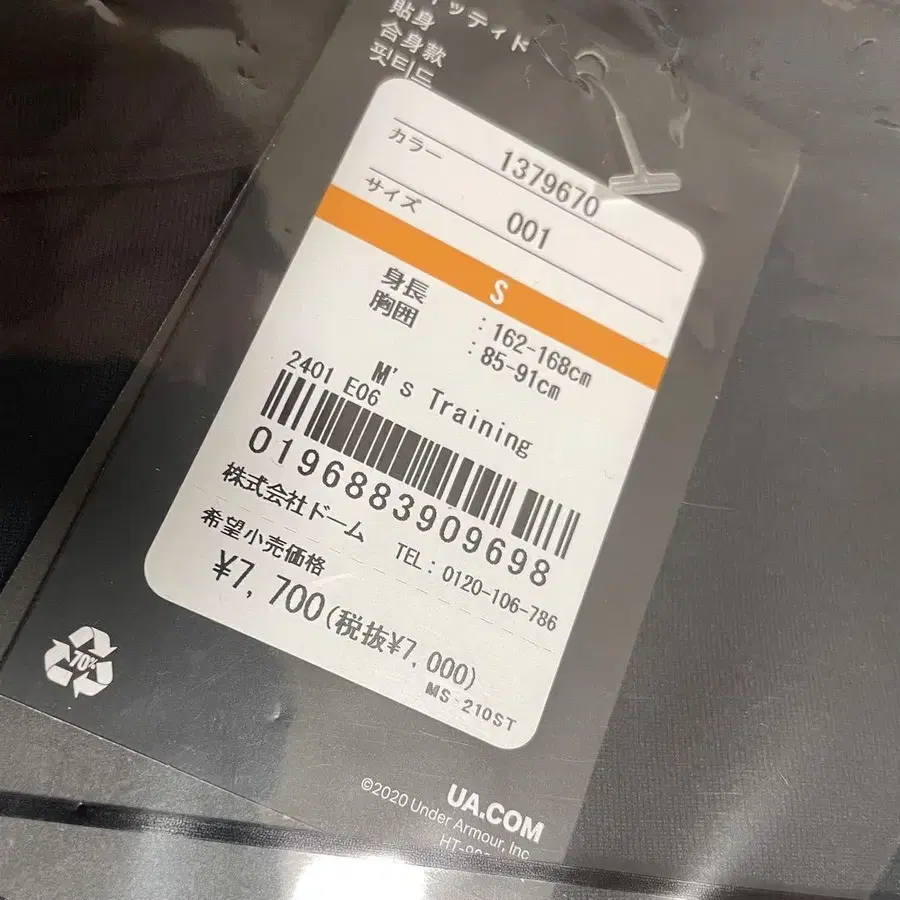 ッティド
貼身
合身款
핏티드
1379670
カラー 001
サイズ S
身長 : 162-168cm
胸囲 : 85-91cm
M's Training
2401 E06
0196883909698
株式会社ドーム TEL: 0120-106-786
希望小売価格
¥7,700(税抜¥7,000)
MS-210ST
70%
UA.COM
©2020 Under Armour, Inc.